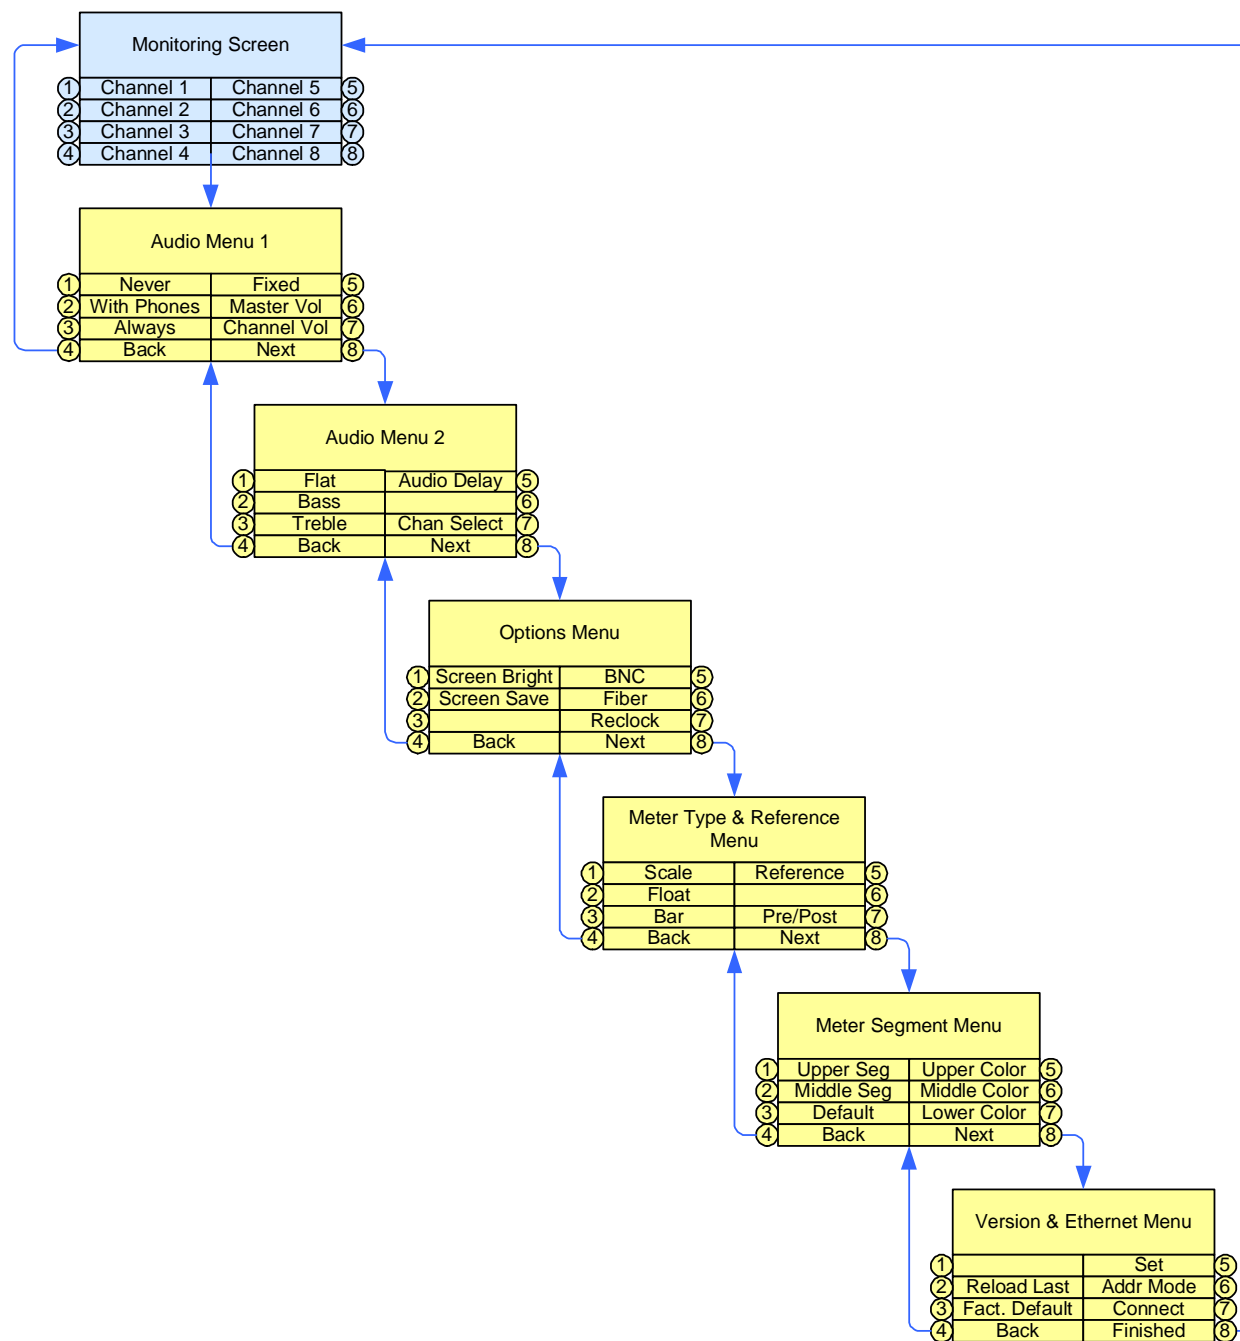 Monitoring Screen
1 Channel 1 Channel 5 5
2 Channel 2 Channel 6 6
3 Channel 3 Channel 7 7
4 Channel 4 Channel 8 8
Audio Menu 1
1 Never Fixed 5
2 With Phones Master Vol 6
3 Always Channel Vol 7
4 Back Next 8
Audio Menu 2
1 Flat Audio Delay 5
2 Bass 6
3 Treble Chan Select 7
4 Back Next 8
Options Menu
1 Screen Bright BNC 5
2 Screen Save Fiber 6
3 Reclock 7
4 Back Next 8
Meter Type & Reference
Menu
1 Scale Reference 5
2 Float 6
3 Bar Pre/Post 7
4 Back Next 8
Meter Segment Menu
1 Upper Seg Upper Color 5
2 Middle Seg Middle Color 6
3 Default Lower Color 7
4 Back Next 8
Version & Ethernet Menu
1 Set 5
2 Reload Last Addr Mode 6
3 Fact. Default Connect 7
4 Back Finished 8